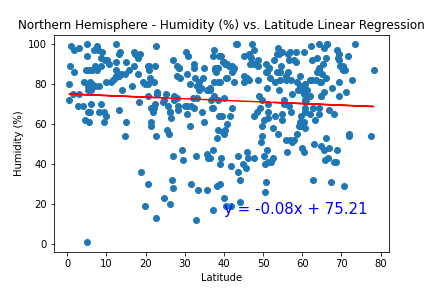 Northern Hemisphere - Humidity (%) vs. Latitude Linear Regression
100
80
60
40
20
0
Humidity (%)
y = -0.08x + 75.21
0 10 20 30 40 50 60 70 80
Latitude